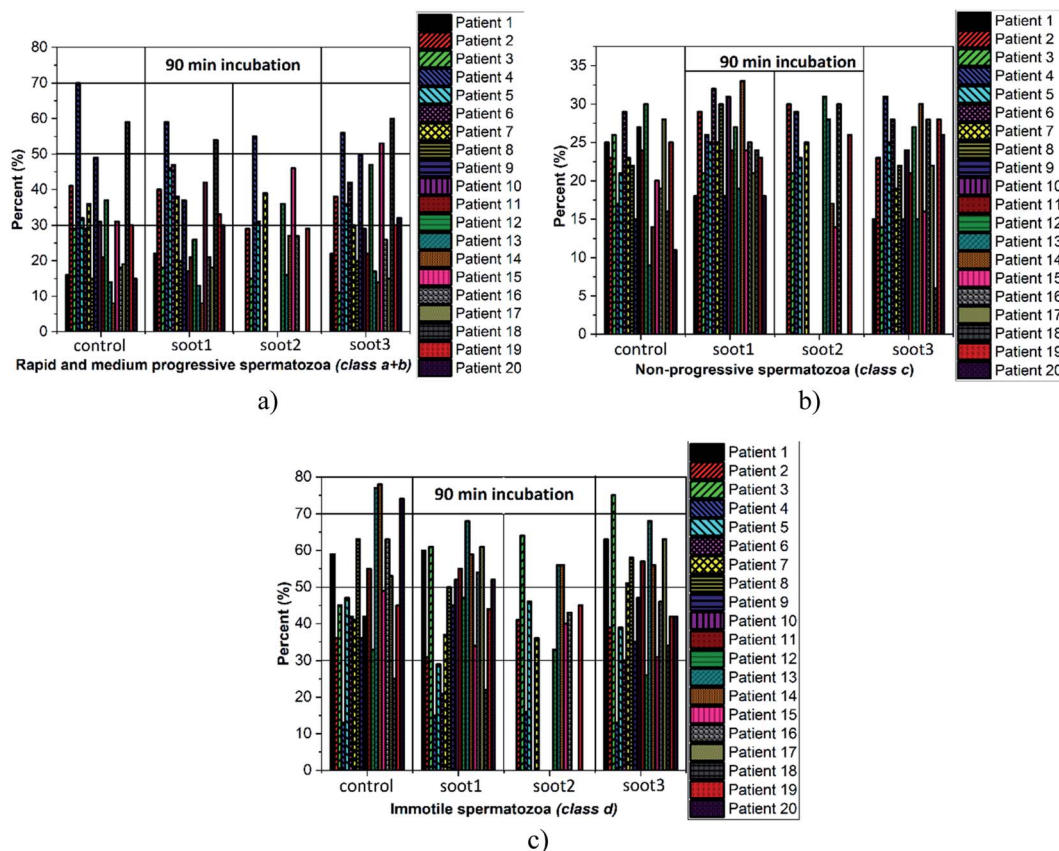 80
70
60
50
40
30
20
10
0
Percent (%)
90 min incubation
control
soot1
soot2
soot3
Rapid and medium progressive spermatozoa (class a+b)
Patient 1
Patient 2
Patient 3
Patient 4
Patient 5
Patient 6
Patient 7
Patient 8
Patient 9
Patient 10
Patient 11
Patient 12
Patient 13
Patient 14
Patient 15
Patient 16
Patient 17
Patient 18
Patient 19
Patient 20
a)
35
30
25
20
15
10
5
0
Percent (%)
90 min incubation
control
soot1
soot2
soot3
Non-progressive spermatozoa (class c)
Patient 1
Patient 2
Patient 3
Patient 4
Patient 5
Patient 6
Patient 7
Patient 8
Patient 9
Patient 10
Patient 11
Patient 12
Patient 13
Patient 14
Patient 15
Patient 16
Patient 17
Patient 18
Patient 19
Patient 20
b)
80
70
60
50
40
30
20
10
0
Percent (%)
90 min incubation
control
soot1
soot2
soot3
Immotile spermatozoa (class d)
Patient 1
Patient 2
Patient 3
Patient 4
Patient 5
Patient 6
Patient 7
Patient 8
Patient 9
Patient 10
Patient 11
Patient 12
Patient 13
Patient 14
Patient 15
Patient 16
Patient 17
Patient 18
Patient 19
Patient 20
c)